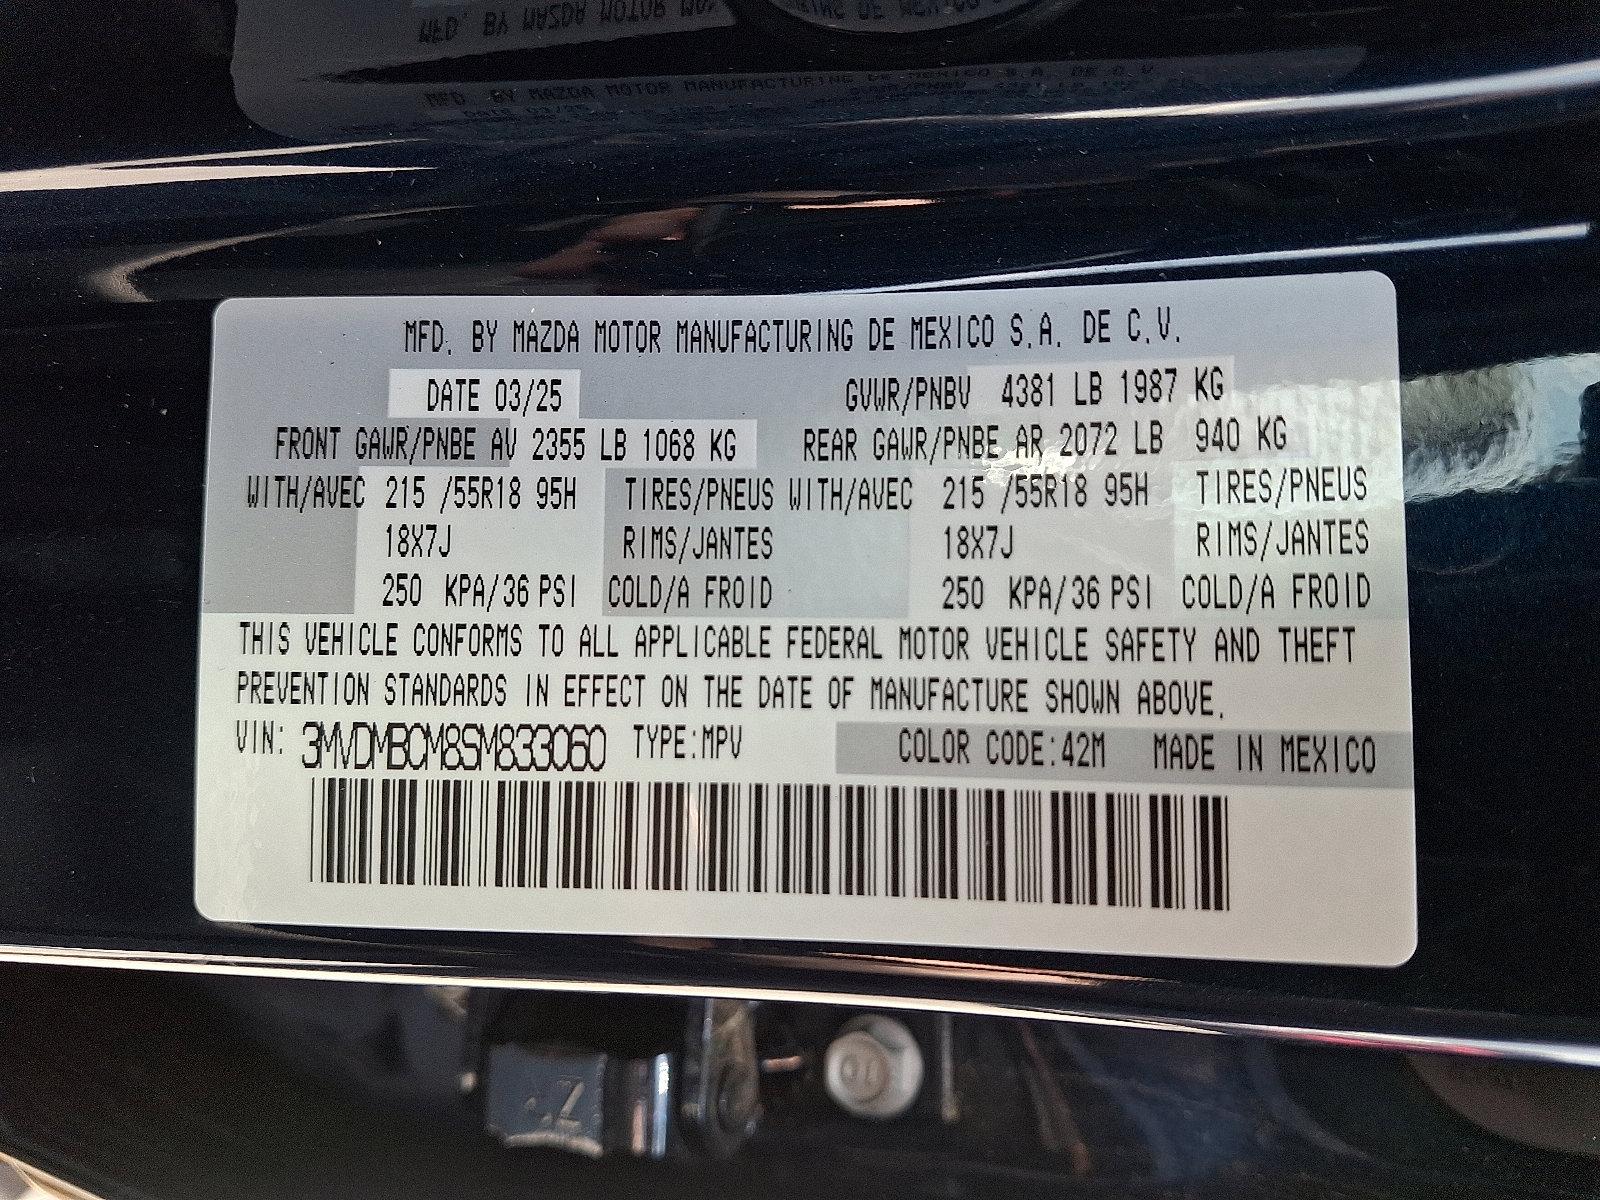 MFD. BY MAZDA MOTOR MANUFACTURING DE MEXICO S.A. DE C.V.
DATE 03/25 GVWR/PNBV 4381 LB 1987 KG
FRONT GAWR/PNBE AV 2355 LB 1068 KG REAR GAWR/PNBE AR 2072 LB 940 KG
WITH/AVEC 215 /55R18 95H TIRES/PNEUS WITH/AVEC 215 /55R18 95H TIRES/PNEUS
18X7J RIMS/JANTES 18X7J RIMS/JANTES
250 KPA/36 PSI COLD/A FROID 250 KPA/36 PSI COLD/A FROID
THIS VEHICLE CONFORMS TO ALL APPLICABLE FEDERAL MOTOR VEHICLE SAFETY AND THEFT
PREVENTION STANDARDS IN EFFECT ON THE DATE OF MANUFACTURE SHOWN ABOVE.
VIN: 3MVDMBCM8SM833060 TYPE:MPV COLOR CODE:42M MADE IN MEXICO